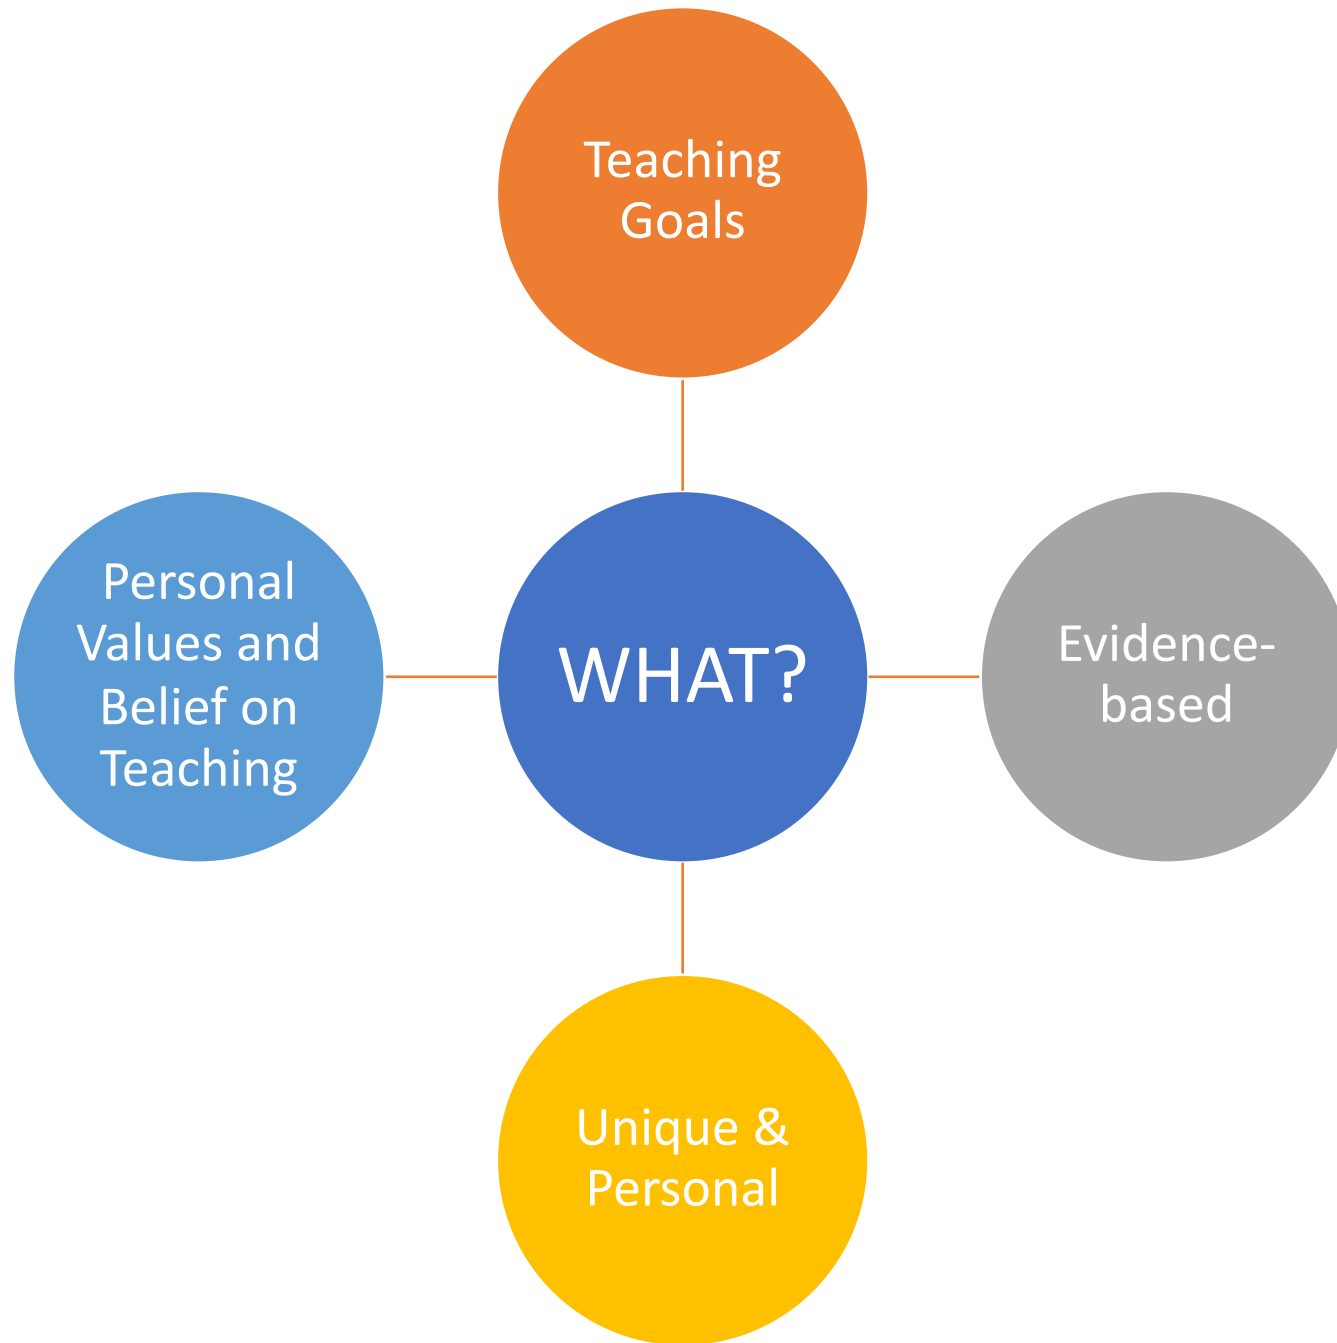 Teaching
Goals
Personal
Values and
Belief on
Teaching
WHAT?
Evidence-
based
Unique &
Personal